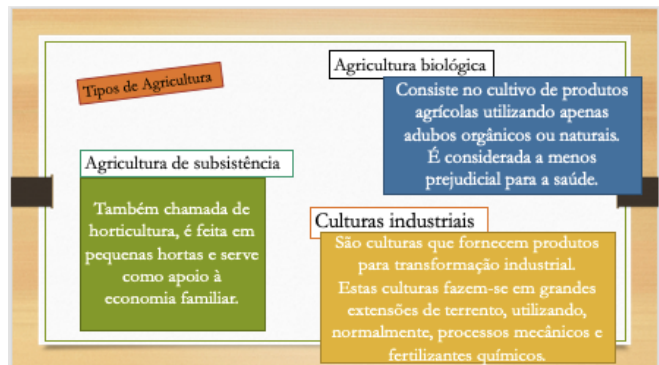 Tipos de Agricultura
Agricultura biológica
Consiste no cultivo de produtos
agrícolas utilizando apenas
adubos orgânicos ou naturais.
É considerada a menos
prejudicial para a saúde.
Agricultura de subsistência
Também chamada de
horticultura, é feita em
pequenas hortas e serve
como apoio à
economia familiar.
Culturas industriais
São culturas que fornecem produtos
para transformação industrial.
Estas culturas fazem-se em grandes
extensões de terrento, utilizando,
normalmente, processos mecânicos e
fertilizantes químicos.